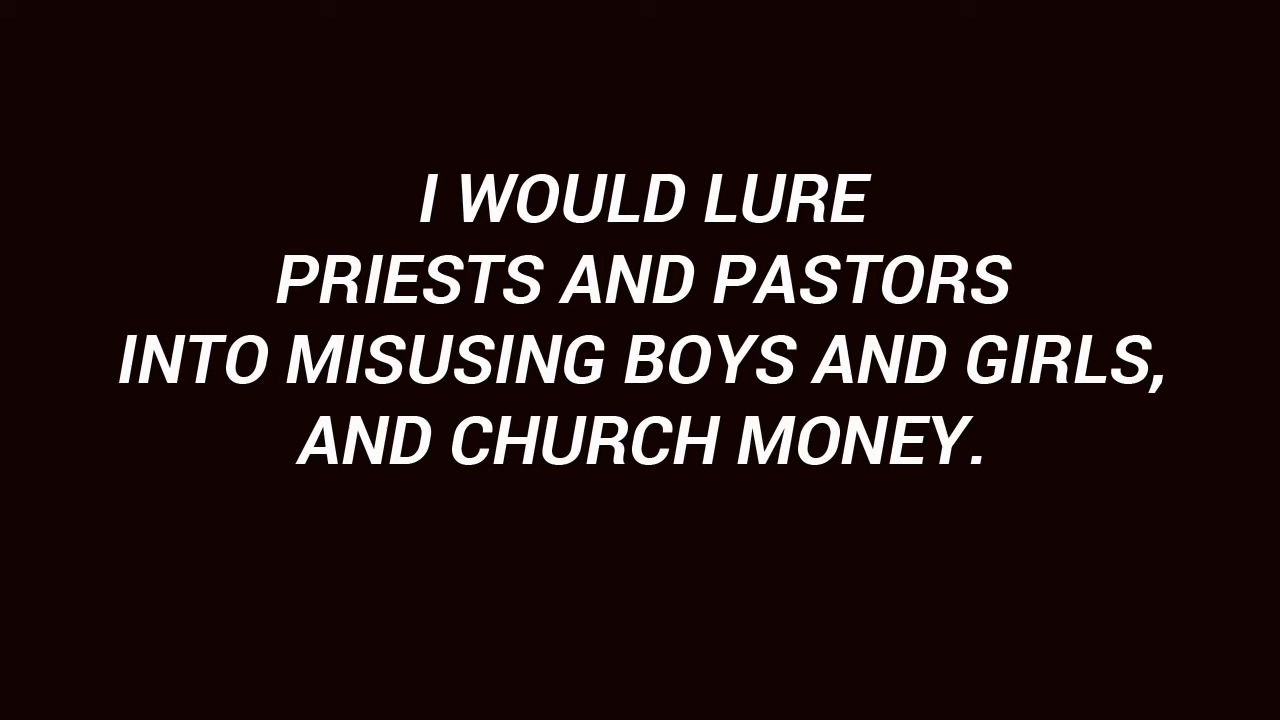 I WOULD LURE
PRIESTS AND PASTORS
INTO MISUSING BOYS AND GIRLS,
AND CHURCH MONEY.